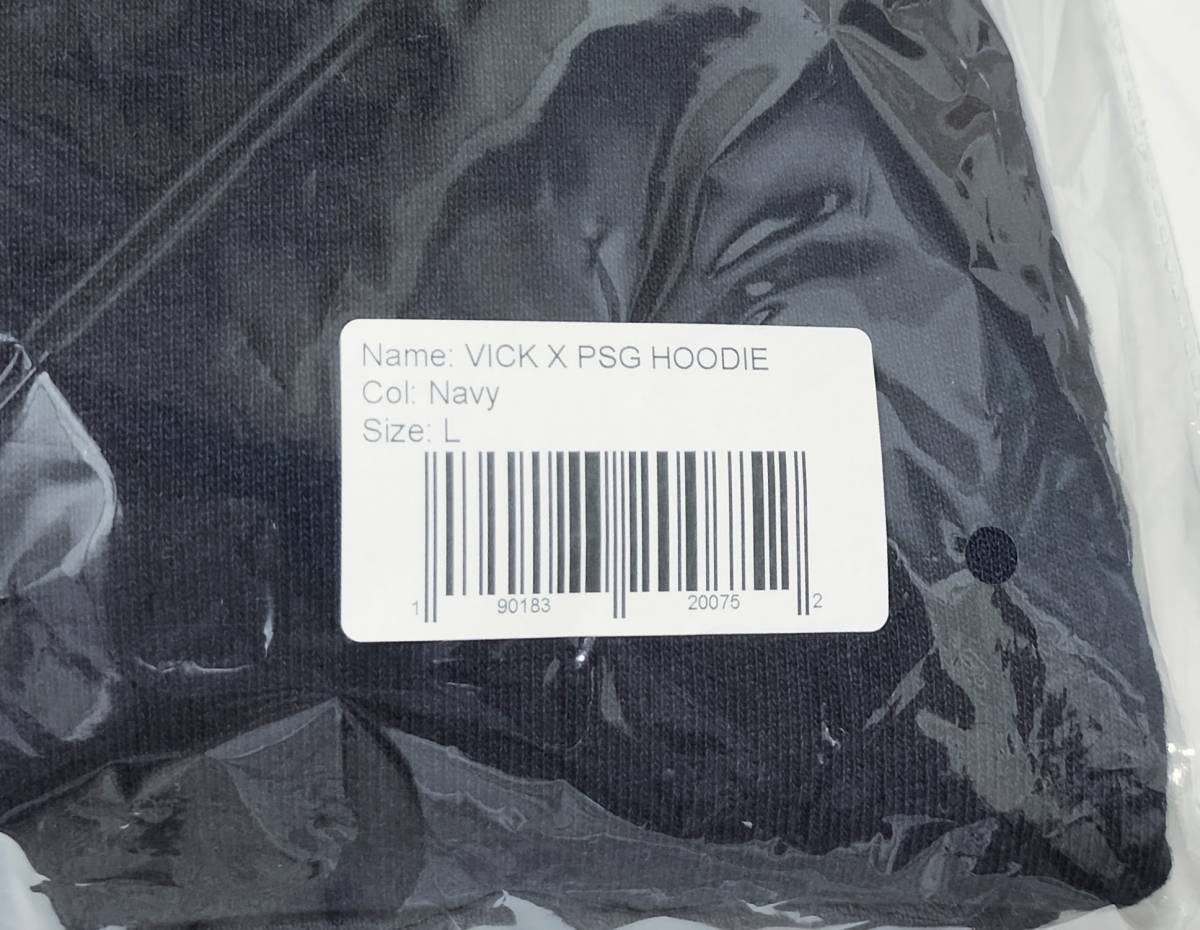 Name: VICK X PSG HOODIE
Col: Navy
Size: L
1 90183 20075 2